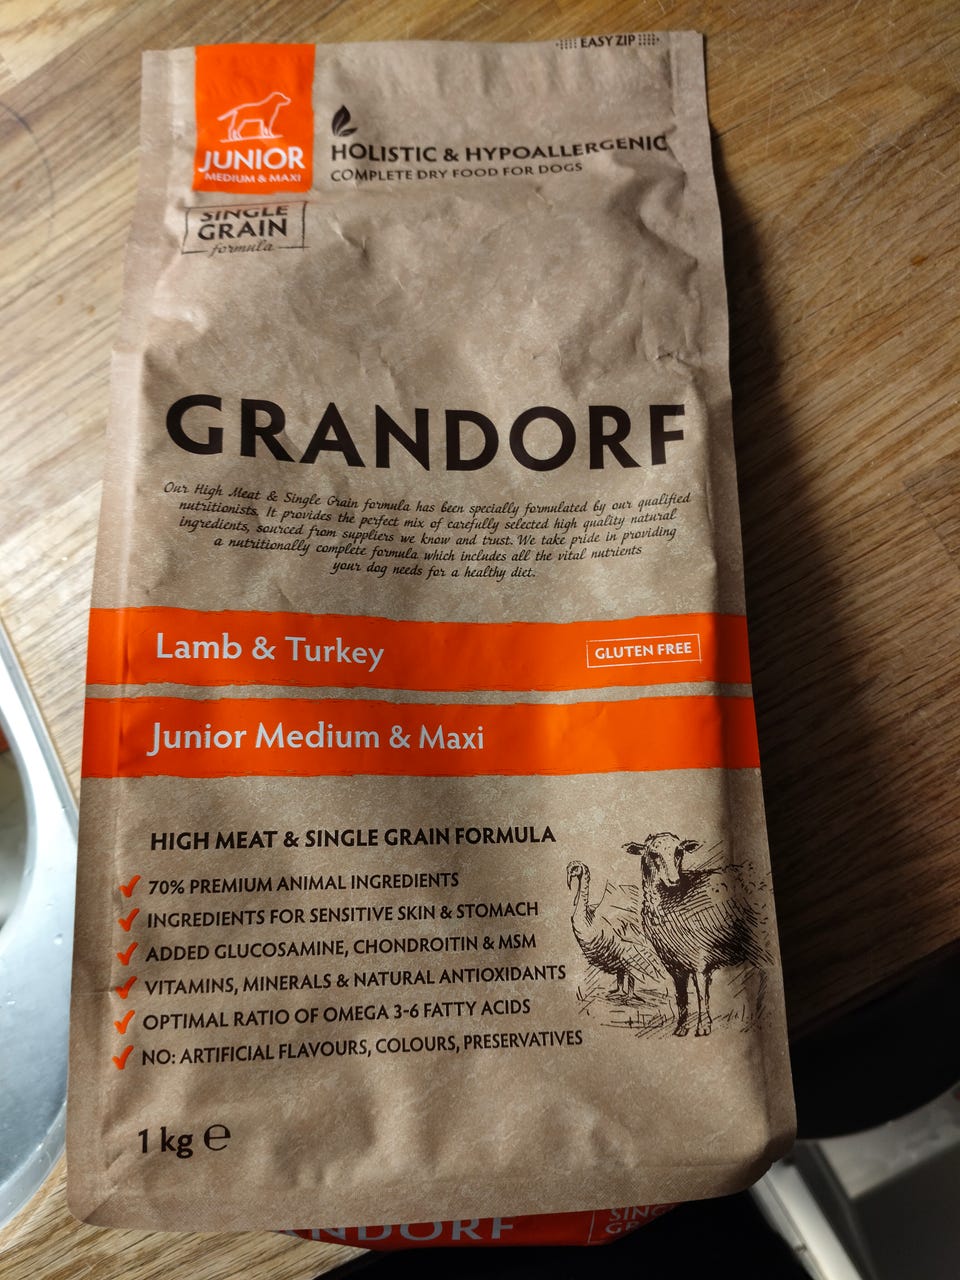 EASY ZIP
JUNIOR
MEDIUM & MAXI
HOLISTIC & HYPOALLERGENIC
COMPLETE DRY FOOD FOR DOGS
SINGLE
GRAIN
formula
GRANDORF
Our High Meat & Single Grain formula has been specially formulated by our qualified
nutritionists. It provides the perfect mix of carefully selected high quality natural
ingredients, sourced from suppliers we know and trust. We take pride in providing
a nutritionally complete formula which includes all the vital nutrients
your dog needs for a healthy diet.
Lamb & Turkey
GLUTEN FREE
Junior Medium & Maxi
HIGH MEAT & SINGLE GRAIN FORMULA
70% PREMIUM ANIMAL INGREDIENTS
INGREDIENTS FOR SENSITIVE SKIN & STOMACH
ADDED GLUCOSAMINE, CHONDROITIN & MSM
VITAMINS, MINERALS & NATURAL ANTIOXIDANTS
OPTIMAL RATIO OF OMEGA 3-6 FATTY ACIDS
NO: ARTIFICIAL FLAVOURS, COLOURS, PRESERVATIVES
1 kg ℮
NDORF
SING
GR